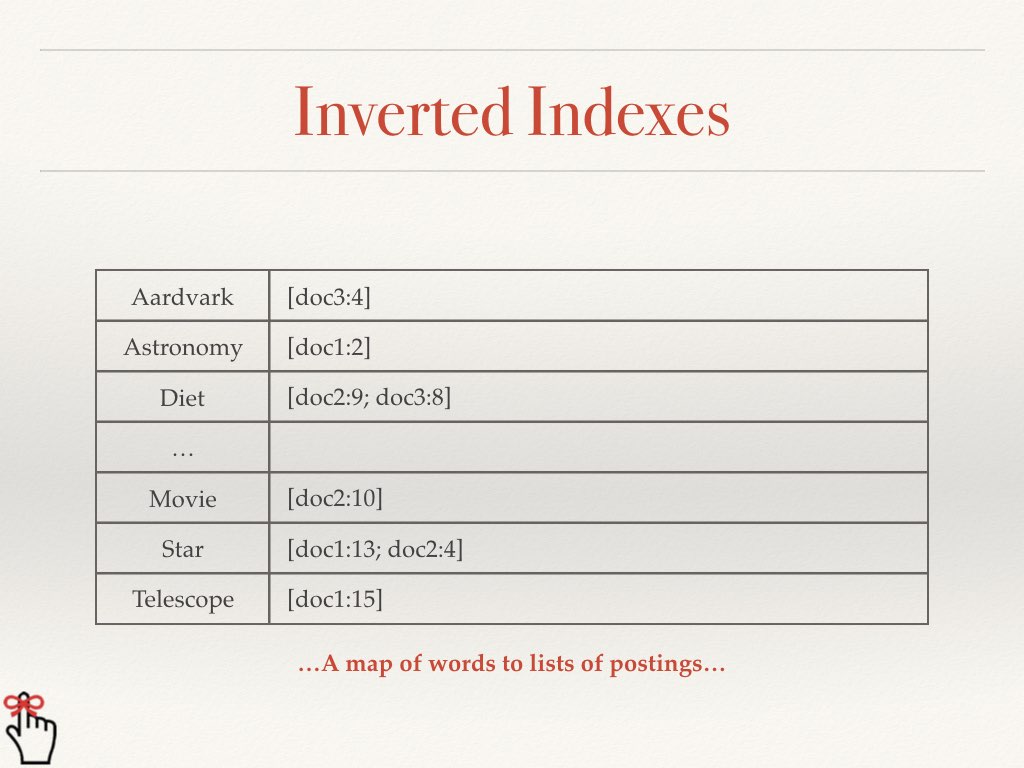 Inverted Indexes
Aardvark [doc3:4]
Astronomy [doc1:2]
Diet [doc2:9; doc3:8]
…
Movie [doc2:10]
Star [doc1:13; doc2:4]
Telescope [doc1:15]
…A map of words to lists of postings…